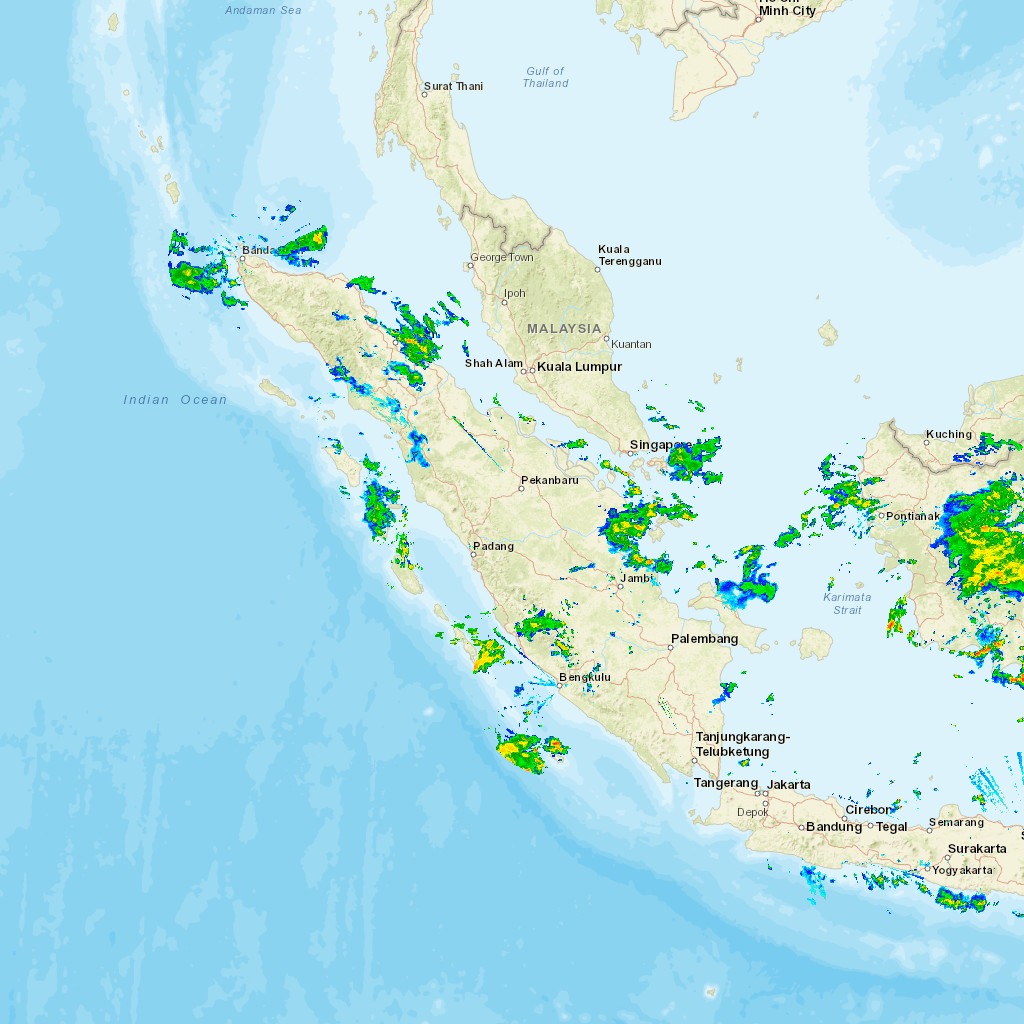 Andaman Sea
Minh City
Gulf of
Thailand
Surat Thani
Banda
George Town
Kuala
Terengganu
Ipoh
MALAYSIA
Kuantan
Shah Alam
Kuala Lumpur
Indian Ocean
Singapore
Kuching
Pekanbaru
Pontianak
Padang
Jambi
Karimata
Strait
Palembang
Bengkulu
Tanjungkarang-
Telubketung
Tangerang
Jakarta
Depok
Cirebon
Bandung
Tegal
Semarang
Surakarta
Yogyakarta